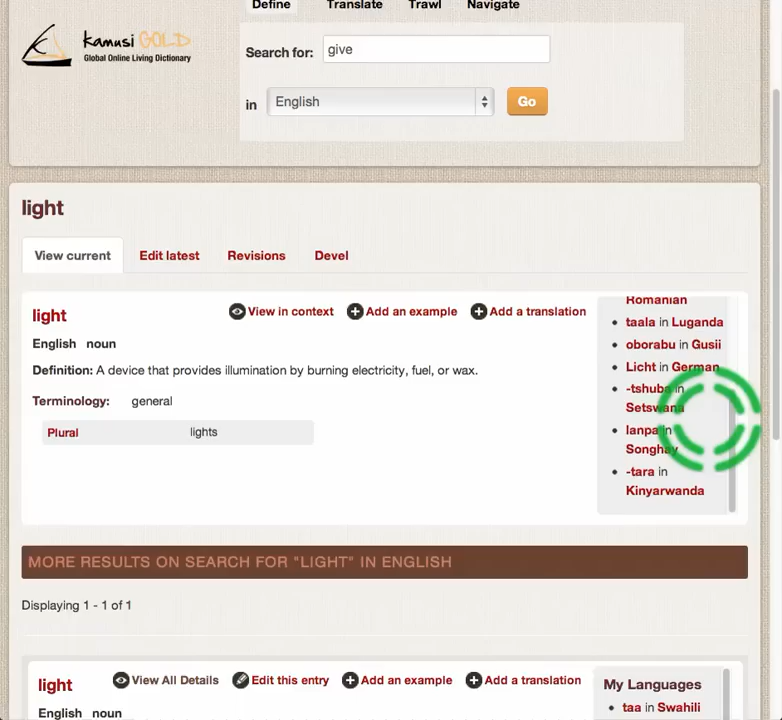 Define Translate Trawl Navigate
Kamusi GOLD
Global Online Living Dictionary
Search for: give
in English Go
light
View current Edit latest Revisions Devel
light View in context Add an example Add a translation
English noun
Definition: A device that provides illumination by burning electricity, fuel, or wax.
Terminology: general
Plural lights
Romanian
taala in Luganda
oborabu in Gusii
Licht in German
-tshuba in
Setswana
lanpa in
Songhay
-tara in
Kinyarwanda
MORE RESULTS ON SEARCH FOR "LIGHT" IN ENGLISH
Displaying 1 - 1 of 1
light View All Details Edit this entry Add an example Add a translation
English noun
My Languages
taa in Swahili